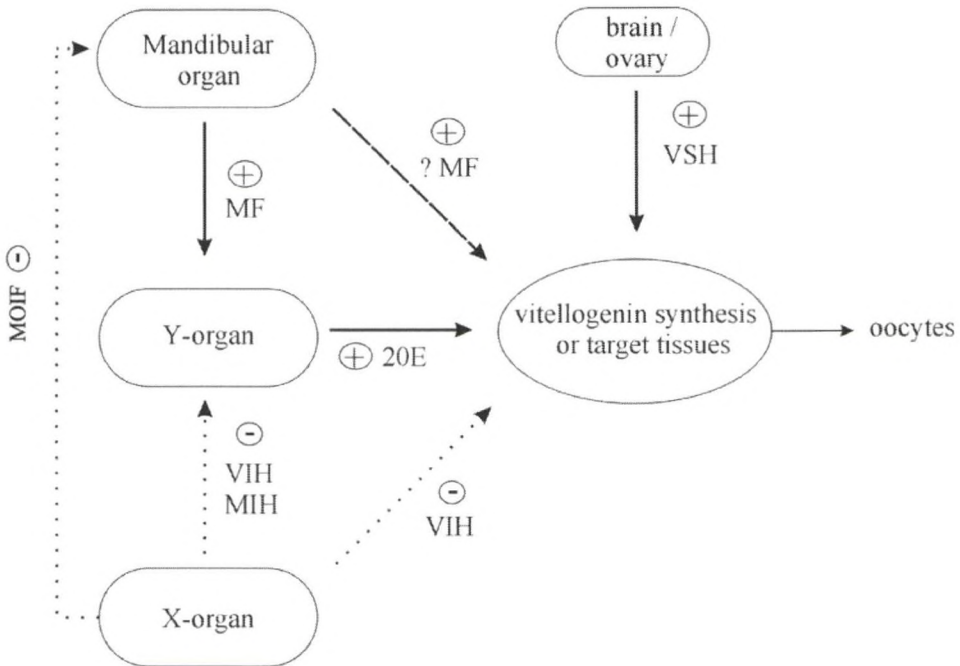 Mandibular
organ
brain /
ovary
+
VSH
+
? MF
+
MF
MOIF -
Y-organ
+ 20E
vitellogenin synthesis
or target tissues
oocytes
-
VIH
MIH
-
VIH
X-organ